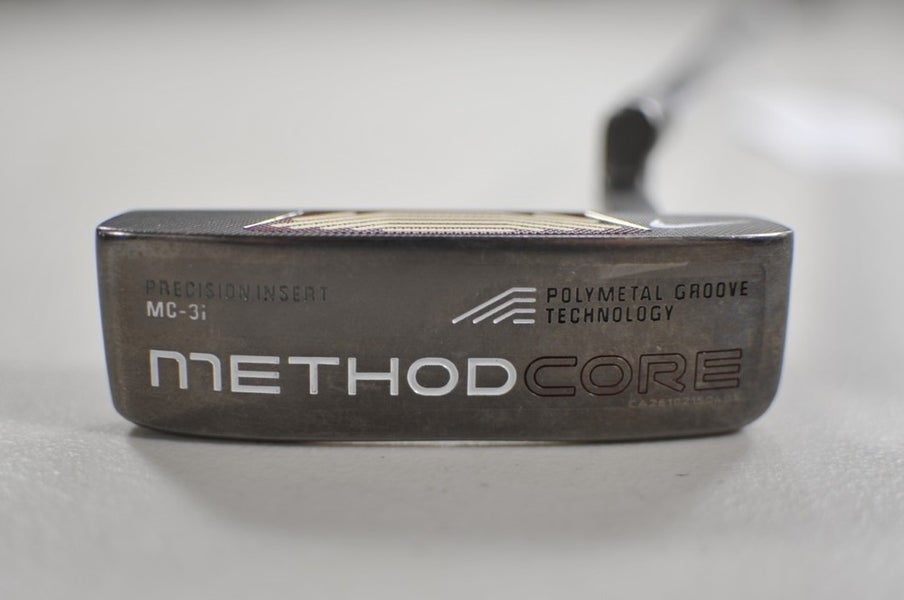 PRECISION INSERT
MC-3i
POLYMETAL GROOVE
TECHNOLOGY
METHODCORE